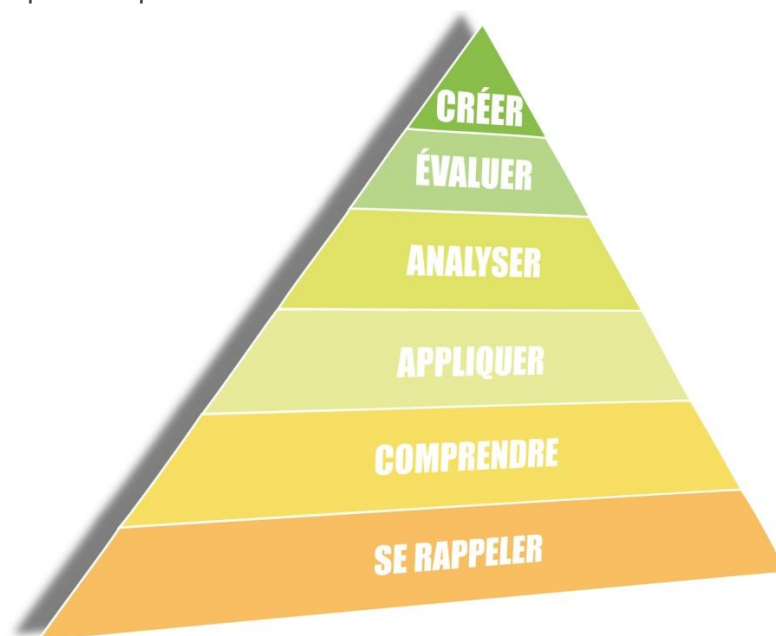 CRÉER
ÉVALUER
ANALYSER
APPLIQUER
COMPRENDRE
SE RAPPELER